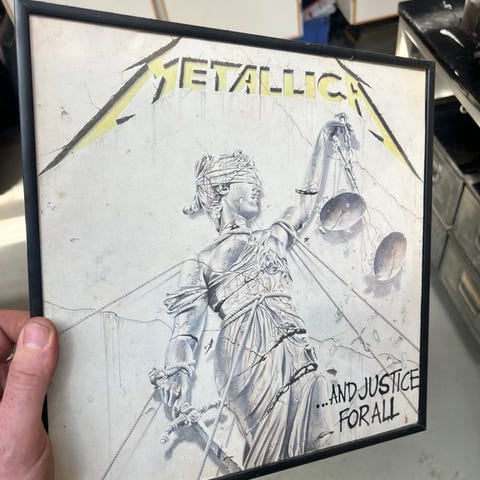 METALLICA
...AND JUSTICE
FOR ALL